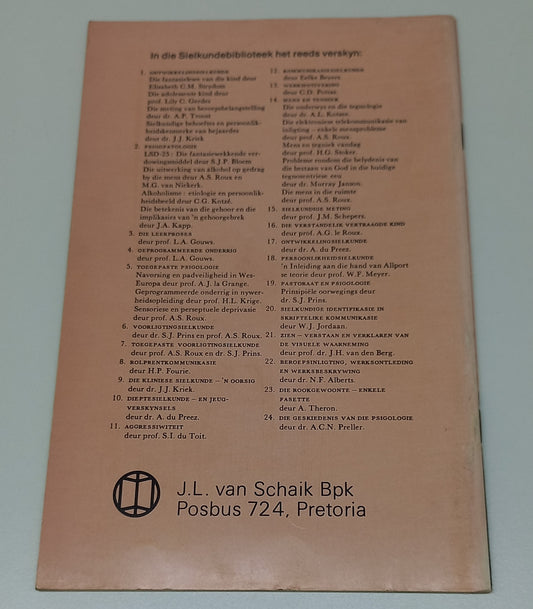 In die Sielkundebiblioteek het reeds verskyn:
1. ONTWIKKELINGSIELKUNDE
Die fantasielewe van die kind deur
Elizabeth C.M. Strydom
Die adolessente kind deur
prof. Lily C. Gerdes
Die meting van beroepsbelangstelling
deur dr. A.P. Tronst
Sielkundige behoeftes en persoonlik-
heidskenmerke van bejaardes
deur dr. J.J. Kriek
2. PSIGOPATOLOGIE
LSD-25: Die fantasiewekkende ver-
dowingsmiddel deur S.J.P. Bloem
Die uitwerking van alkohol op gedrag
by die mens deur A.S. Roux en
M.G. van Niekerk.
Alkoholisme: etiologie en persoonlik-
heidsbeeld deur C.G. Kotzé.
Die betekenis van die gehoor en die
implikasies van 'n gehoorgebrek
deur J.A. Kapp.
3. DIE LEERPROSES
deur prof. L.A. Gouws.
4. GEPROGRAMMEERDE ONDERRIG
deur prof. L.A. Gouws.
5. TOEGEPASTE PSIGOLOGIE
Navorsing en padveiligheid in Wes-
Europa deur prof. A.J. la Grange.
Geprogrammeerde onderrig in nywer-
heidsopleiding deur prof. H.L. Krige.
Sensoriese en perseptuele deprivasie
deur prof. A.S. Roux.
6. VOORLIGTINGSIELKUNDE
deur dr. S.J. Prins en prof. A.S. Roux.
7. TOEGEPASTE VOORLIGTINGSIELKUNDE
deur prof. A.S. Roux en dr. S.J. Prins.
8. ROLPRENTKOMMUNIKASIE
deur H.P. Fourie.
9. DIE KLINIESE SIELKUNDE – 'N OORSIG
deur dr. J.J. Kriek.
10. DIEPTESIELKUNDE – EN JEUG-
VERSKYNSELS
deur dr. A. du Preez.
11. AGGRESSIWITEIT
deur prof. S.I. du Toit.
12. KOMMUNIKASIESIELKUNDE
deur Eefke Beyers
13. WERKMOTIVERING
deur C.D. Pottas.
14. MENS EN TEGNIEK
Die onderwys en die tegnologie
deur dr. A.L. Kotzee.
Die elektroniese telekommunikasie van
inligting – enkele mensprobleme
deur prof. A.S. Roux.
Mens en tegniek vandag
deur prof. H.G. Stoker.
Probleme rondom die belydenis van
die bestaan van God in die huidige
tegnosentriese eeu
deur dr. Murray Janson.
Die mens in die ruimte
deur prof. A.S. Roux.
15. SIELKUNDIGE METING
deur prof. J.M. Schepers.
16. DIE VERSTANDELIK VERTRAAGDE KIND
deur prof. A.G. le Roux.
17. ONTWIKKELINGSIELKUNDE
deur dr. A. du Preez.
18. PERSOONLIKHEIDSIELKUNDE
'n Inleiding aan die hand van Allport
se teorie deur prof. W.F. Meyer.
19. PASTORAAT EN PSIGOLOGIE
Prinsipiële oorwegings deur
dr. S.J. Prins.
20. SIELKUNDIGE IDENTIFIKASIE IN
SKRIFTELIKE KOMMUNIKASIE
deur W.J. Jordaan.
21. ZIEN – VERSTAAN EN VERKLAREN VAN
DE VISUELE WAARNEMING
deur prof. dr. J.H. van den Berg.
22. BEROEPSINLIGTING, WERKSONTLEDING
EN WERKSBESKRYWING
deur dr. N.F. Alberts.
23. DIE ROOKGEWOONTE – ENKELE
FASETTE
deur A. Theron.
24. DIE GESKIEDENIS VAN DIE PSIGOLOGIE
deur dr. A.C.N. Preller.
J.L. van Schaik Bpk
Posbus 724, Pretoria